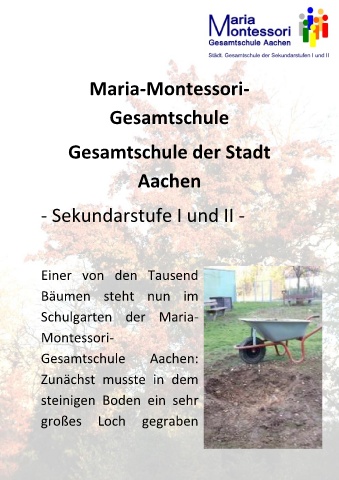 Maria
Montessori
Gesamtschule Aachen
Städt. Gesamtschule der Sekundarstufen I und II
Maria-Montessori-
Gesamtschule
Gesamtschule der Stadt
Aachen
- Sekundarstufe I und II -
Einer von den Tausend
Bäumen steht nun im
Schulgarten der Maria-
Montessori-
Gesamtschule Aachen:
Zunächst musste in dem
steinigen Boden ein sehr
großes Loch gegraben